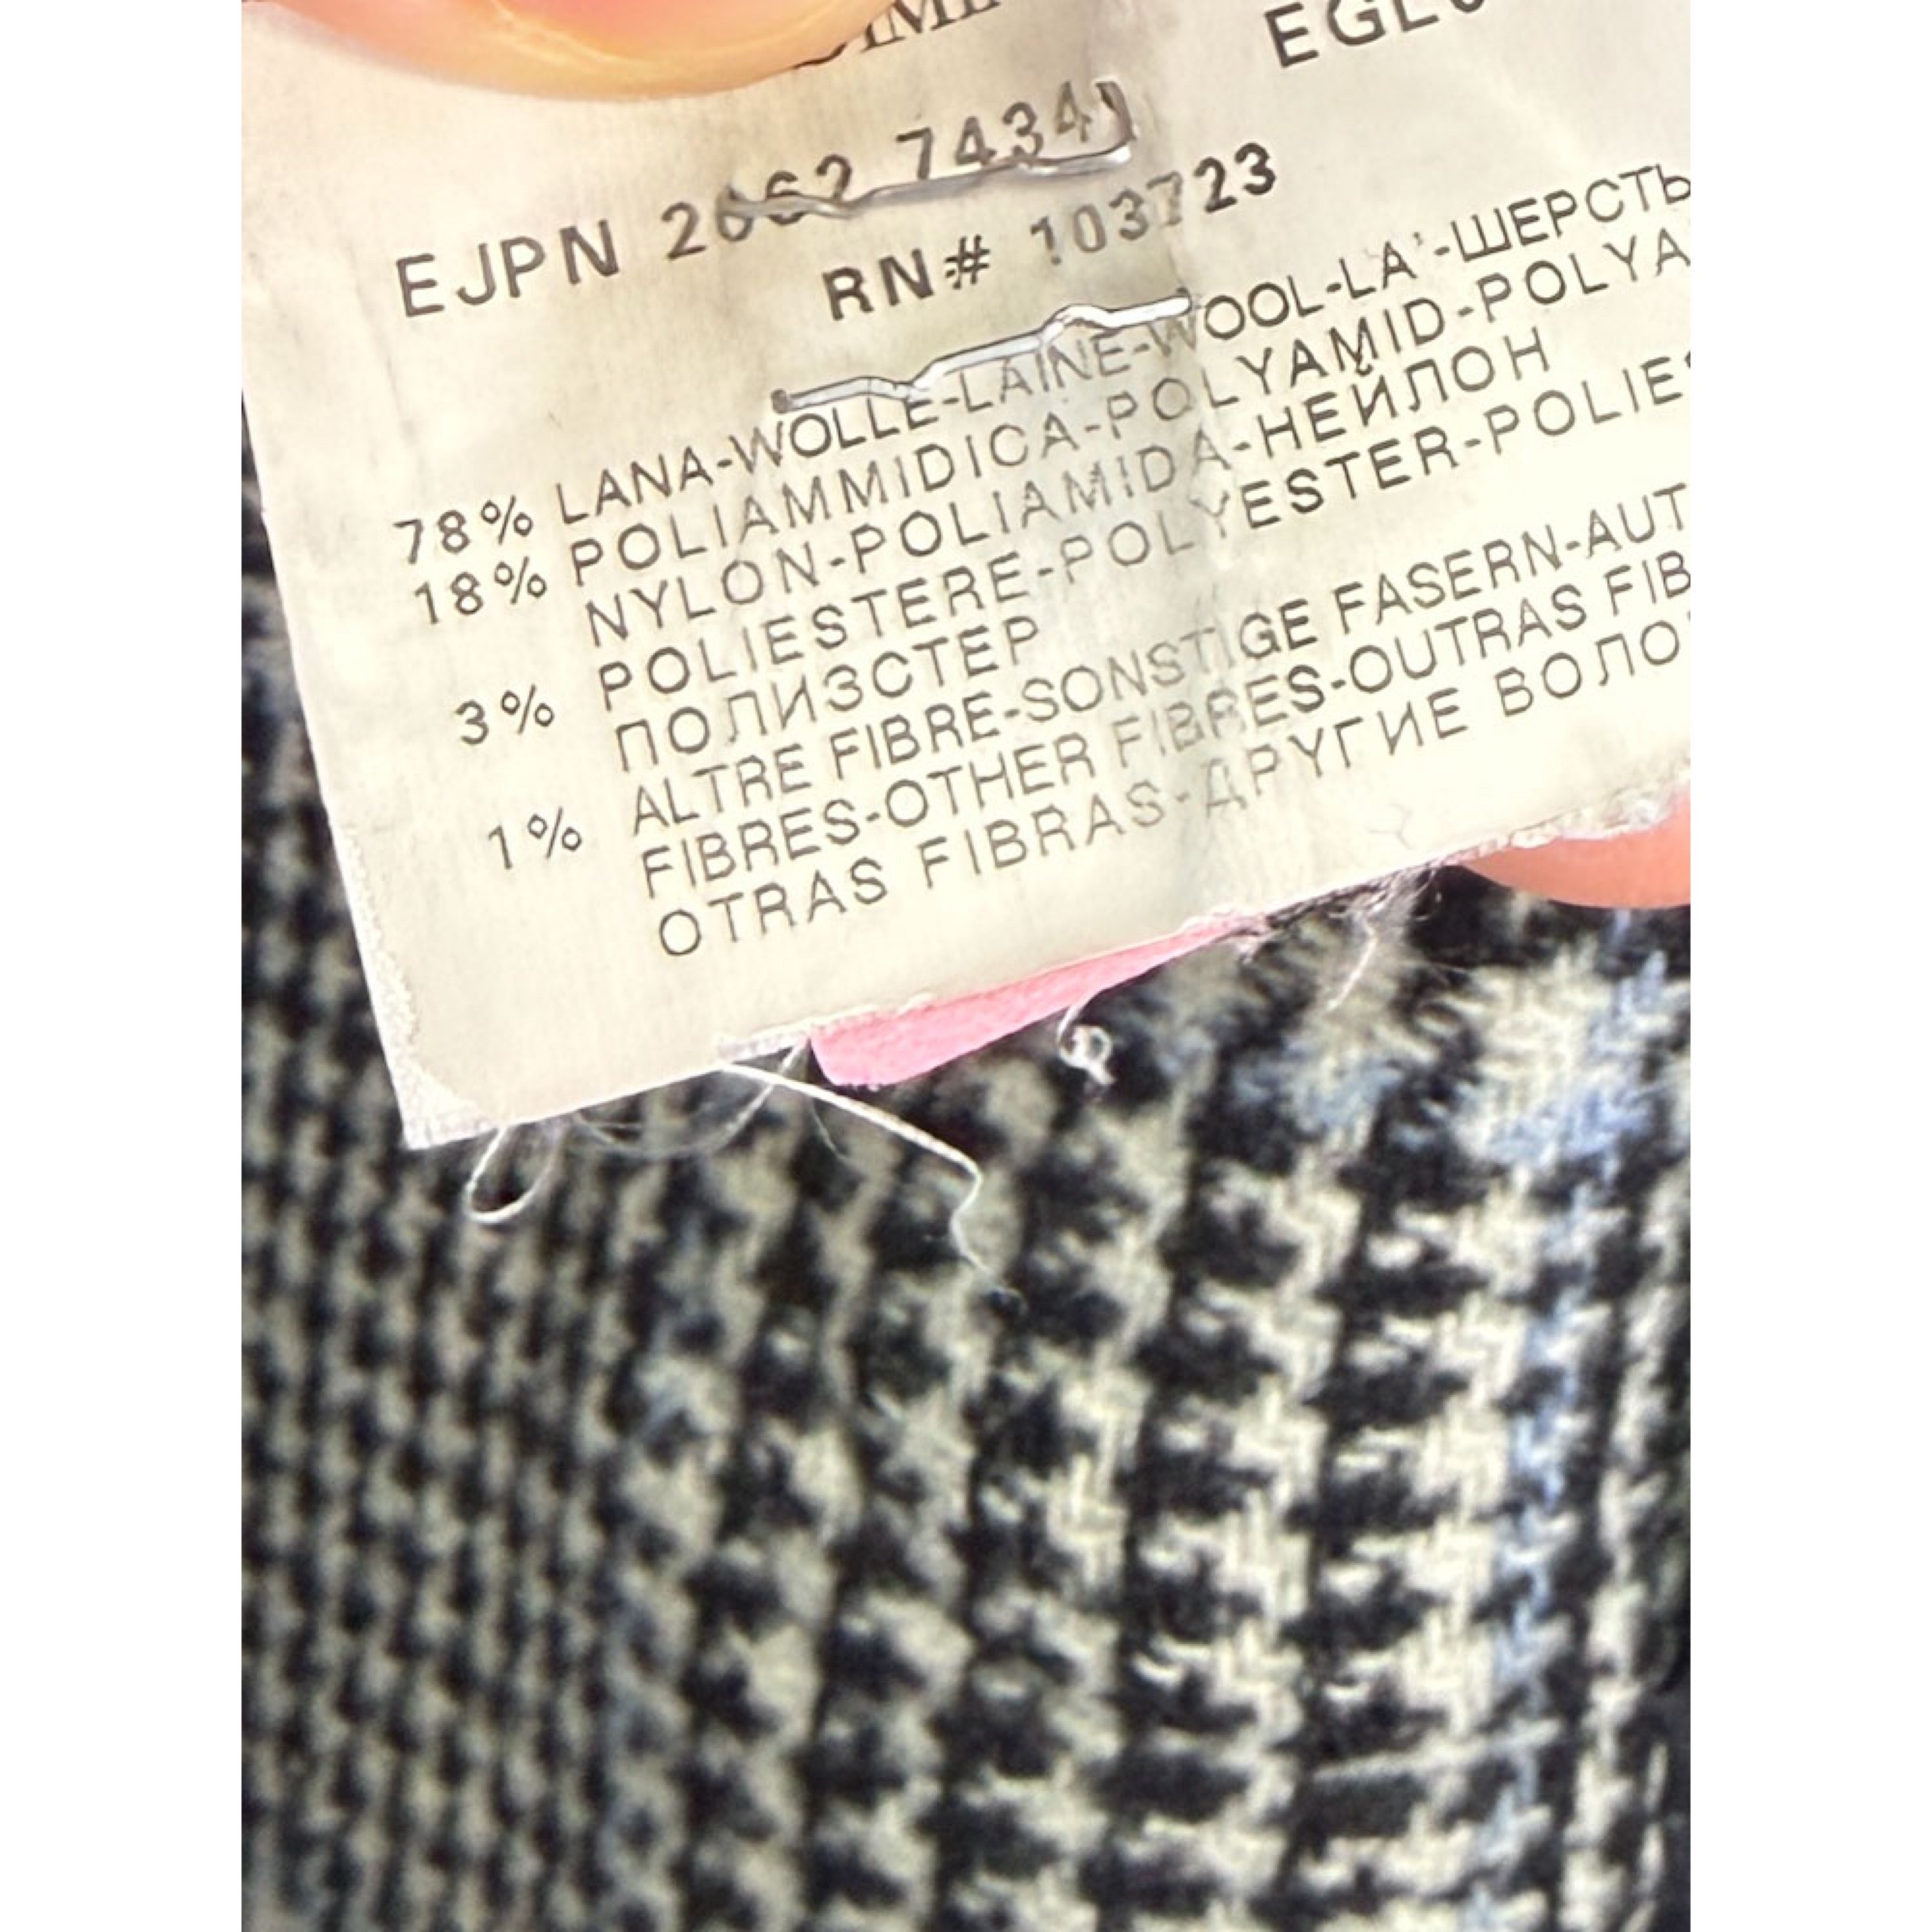 EJPN 2662 7434
RN# 103723
78% LANA-WOLLE-LAINE-WOOL-LA'-ШЕРСТЬ
18% POLIAMMIDICA-POLYAMID-POLYA
NYLON-POLIAMIDA-НЕЙЛОН
3% POLIESTERE-POLYESTER-POLIES
ПОЛИЗСТЕР
1% ALTRE FIBRE-SONSTIGE FASERN-AUT
FIBRES-OTHER FIBRES-OUTRAS FIB
OTRAS FIBRAS-ДРУГИЕ ВОЛО